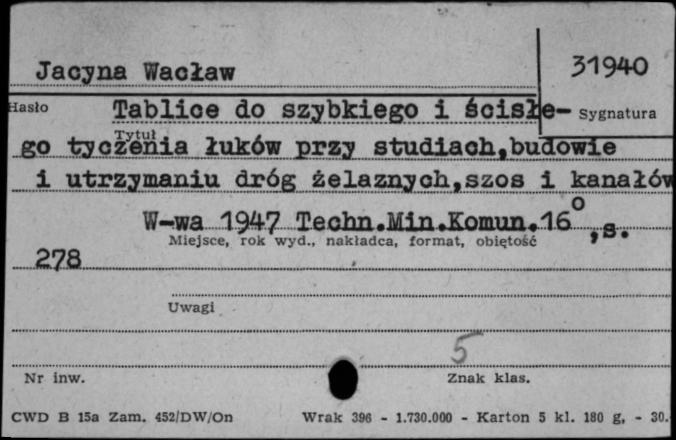 31940
Jacyna Wacław
Hasło Tablice do szybkiego i ścisłe- Sygnatura
Tytuł
go tyczenia łuków przy studiach,budowie
i utrzymaniu dróg żelaznych,szos i kanałów
W-wa 1947 Techn.Min.Komun.16⁰,s.
Miejsce, rok wyd., nakładca, format, objętość
278
Uwagi
5
Nr inw. Znak klas.
CWD B 15a Zam. 452/DW/On Wrak 396 - 1.730.000 - Karton 5 kl. 180 g, - 30.